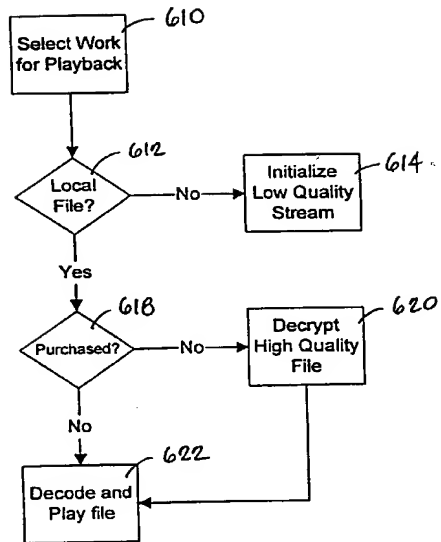 610
Select Work
for Playback
612
Local
File?
No
Initialize
Low Quality
Stream
614
Yes
618
Purchased?
No
Decrypt
High Quality
File
620
No
622
Decode and
Play file